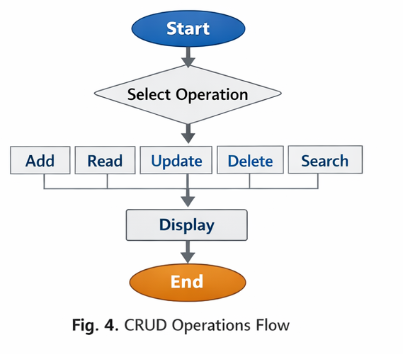 Start
Select Operation
Add Read Update Delete Search
Display
End
Fig. 4. CRUD Operations Flow